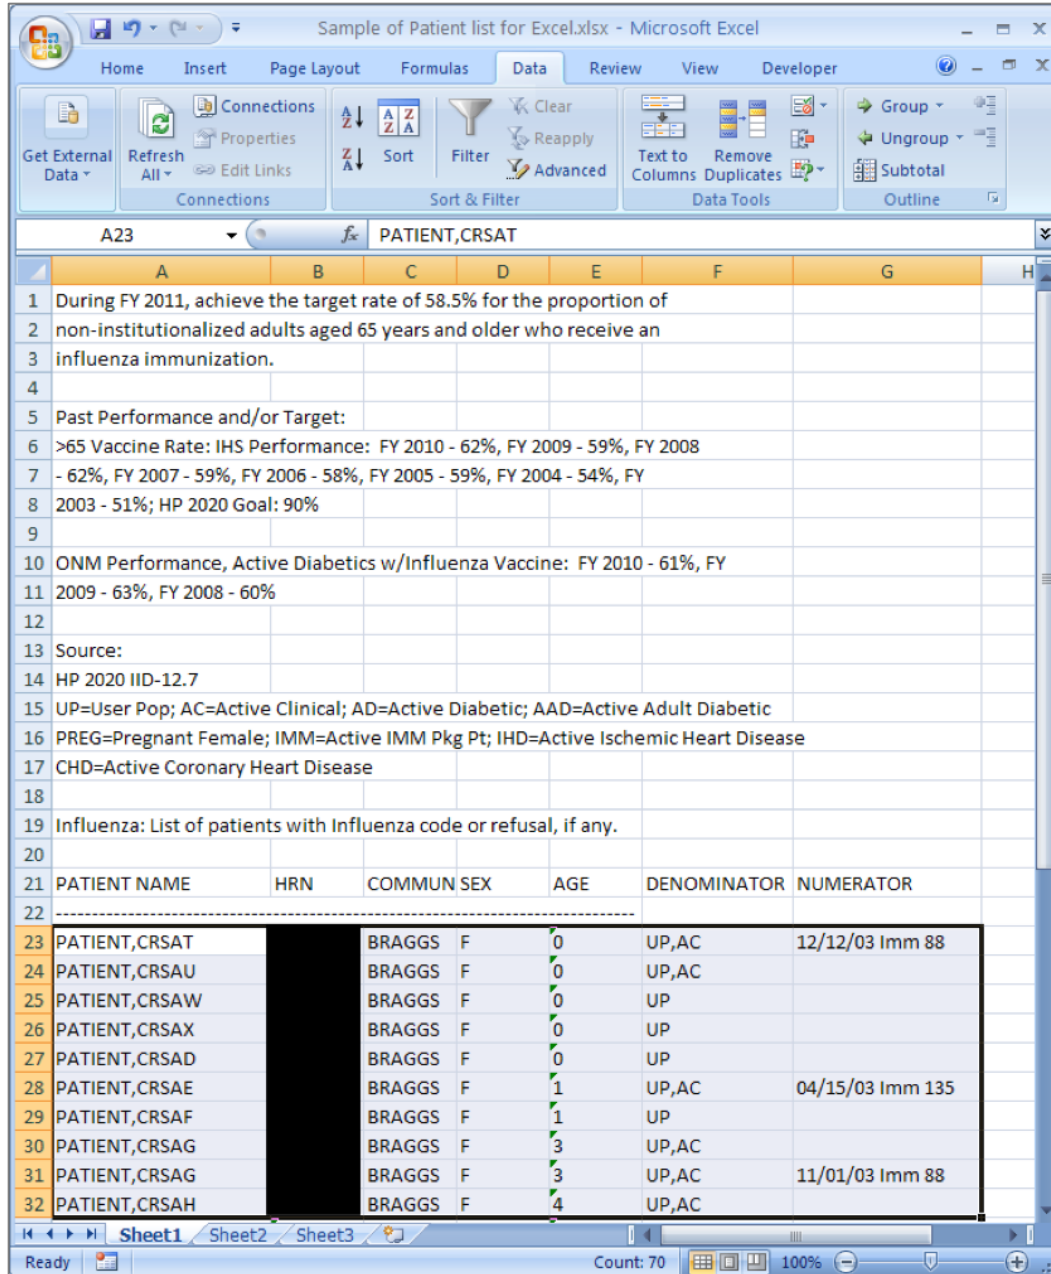 Sample of Patient list for Excel.xlsx - Microsoft Excel
Home Insert Page Layout Formulas Data Review View Developer
Get External Data
Refresh All
Connections
Properties
Edit Links
Connections
Sort
Filter
Clear
Reapply
Advanced
Sort & Filter
Text to Columns
Remove Duplicates
Data Tools
Group
Ungroup
Subtotal
Outline
A23 fx PATIENT,CRSAT
A B C D E F G H
1 During FY 2011, achieve the target rate of 58.5% for the proportion of
2 non-institutionalized adults aged 65 years and older who receive an
3 influenza immunization.
4
5 Past Performance and/or Target:
6 >65 Vaccine Rate: IHS Performance: FY 2010 - 62%, FY 2009 - 59%, FY 2008
7 - 62%, FY 2007 - 59%, FY 2006 - 58%, FY 2005 - 59%, FY 2004 - 54%, FY
8 2003 - 51%; HP 2020 Goal: 90%
9
10 ONM Performance, Active Diabetics w/Influenza Vaccine: FY 2010 - 61%, FY
11 2009 - 63%, FY 2008 - 60%
12
13 Source:
14 HP 2020 IID-12.7
15 UP=User Pop; AC=Active Clinical; AD=Active Diabetic; AAD=Active Adult Diabetic
16 PREG=Pregnant Female; IMM=Active IMM Pkg Pt; IHD=Active Ischemic Heart Disease
17 CHD=Active Coronary Heart Disease
18
19 Influenza: List of patients with Influenza code or refusal, if any.
20
21 PATIENT NAME HRN COMMUN SEX AGE DENOMINATOR NUMERATOR
22 --------------------------------------------------------------------------------
23 PATIENT,CRSAT BRAGGS F 0 UP,AC 12/12/03 Imm 88
24 PATIENT,CRSAU BRAGGS F 0 UP,AC
25 PATIENT,CRSAW BRAGGS F 0 UP
26 PATIENT,CRSAX BRAGGS F 0 UP
27 PATIENT,CRSAD BRAGGS F 0 UP
28 PATIENT,CRSAE BRAGGS F 1 UP,AC 04/15/03 Imm 135
29 PATIENT,CRSAF BRAGGS F 1 UP
30 PATIENT,CRSAG BRAGGS F 3 UP,AC
31 PATIENT,CRSAG BRAGGS F 3 UP,AC 11/01/03 Imm 88
32 PATIENT,CRSAH BRAGGS F 4 UP,AC
Sheet1 Sheet2 Sheet3
Ready Count: 70 100%